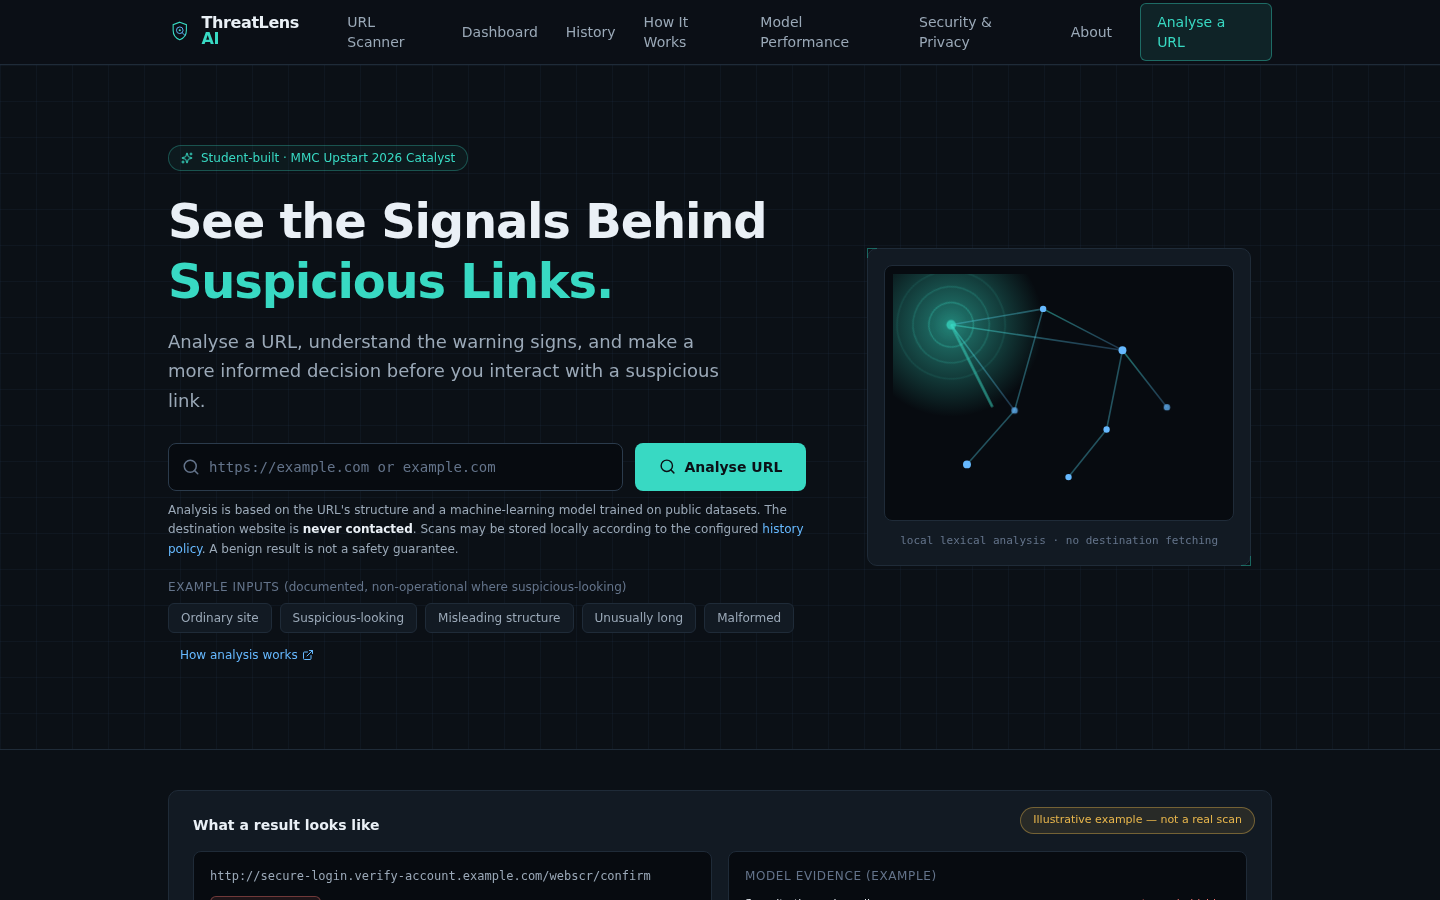 ThreatLens
AI
URL
Scanner
Dashboard
History
How It
Works
Model
Performance
Security &
Privacy
About
Analyse a
URL
Student-built · MMC Upstart 2026 Catalyst
See the Signals Behind
Suspicious Links.
Analyse a URL, understand the warning signs, and make a
more informed decision before you interact with a suspicious
link.
https://example.com or example.com
Analyse URL
Analysis is based on the URL's structure and a machine-learning model trained on public datasets. The
destination website is never contacted. Scans may be stored locally according to the configured history
policy. A benign result is not a safety guarantee.
EXAMPLE INPUTS (documented, non-operational where suspicious-looking)
Ordinary site
Suspicious-looking
Misleading structure
Unusually long
Malformed
How analysis works
local lexical analysis · no destination fetching
What a result looks like
Illustrative example — not a real scan
http://secure-login.verify-account.example.com/webscr/confirm
MODEL EVIDENCE (EXAMPLE)